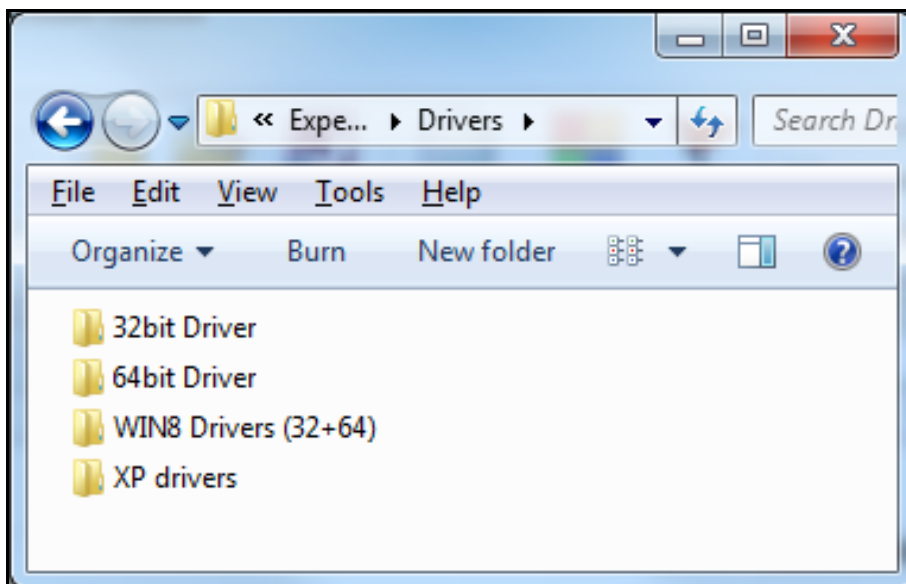 « Expe... Drivers Search Dr
File Edit View Tools Help
Organize Burn New folder
32bit Driver
64bit Driver
WIN8 Drivers (32+64)
XP drivers